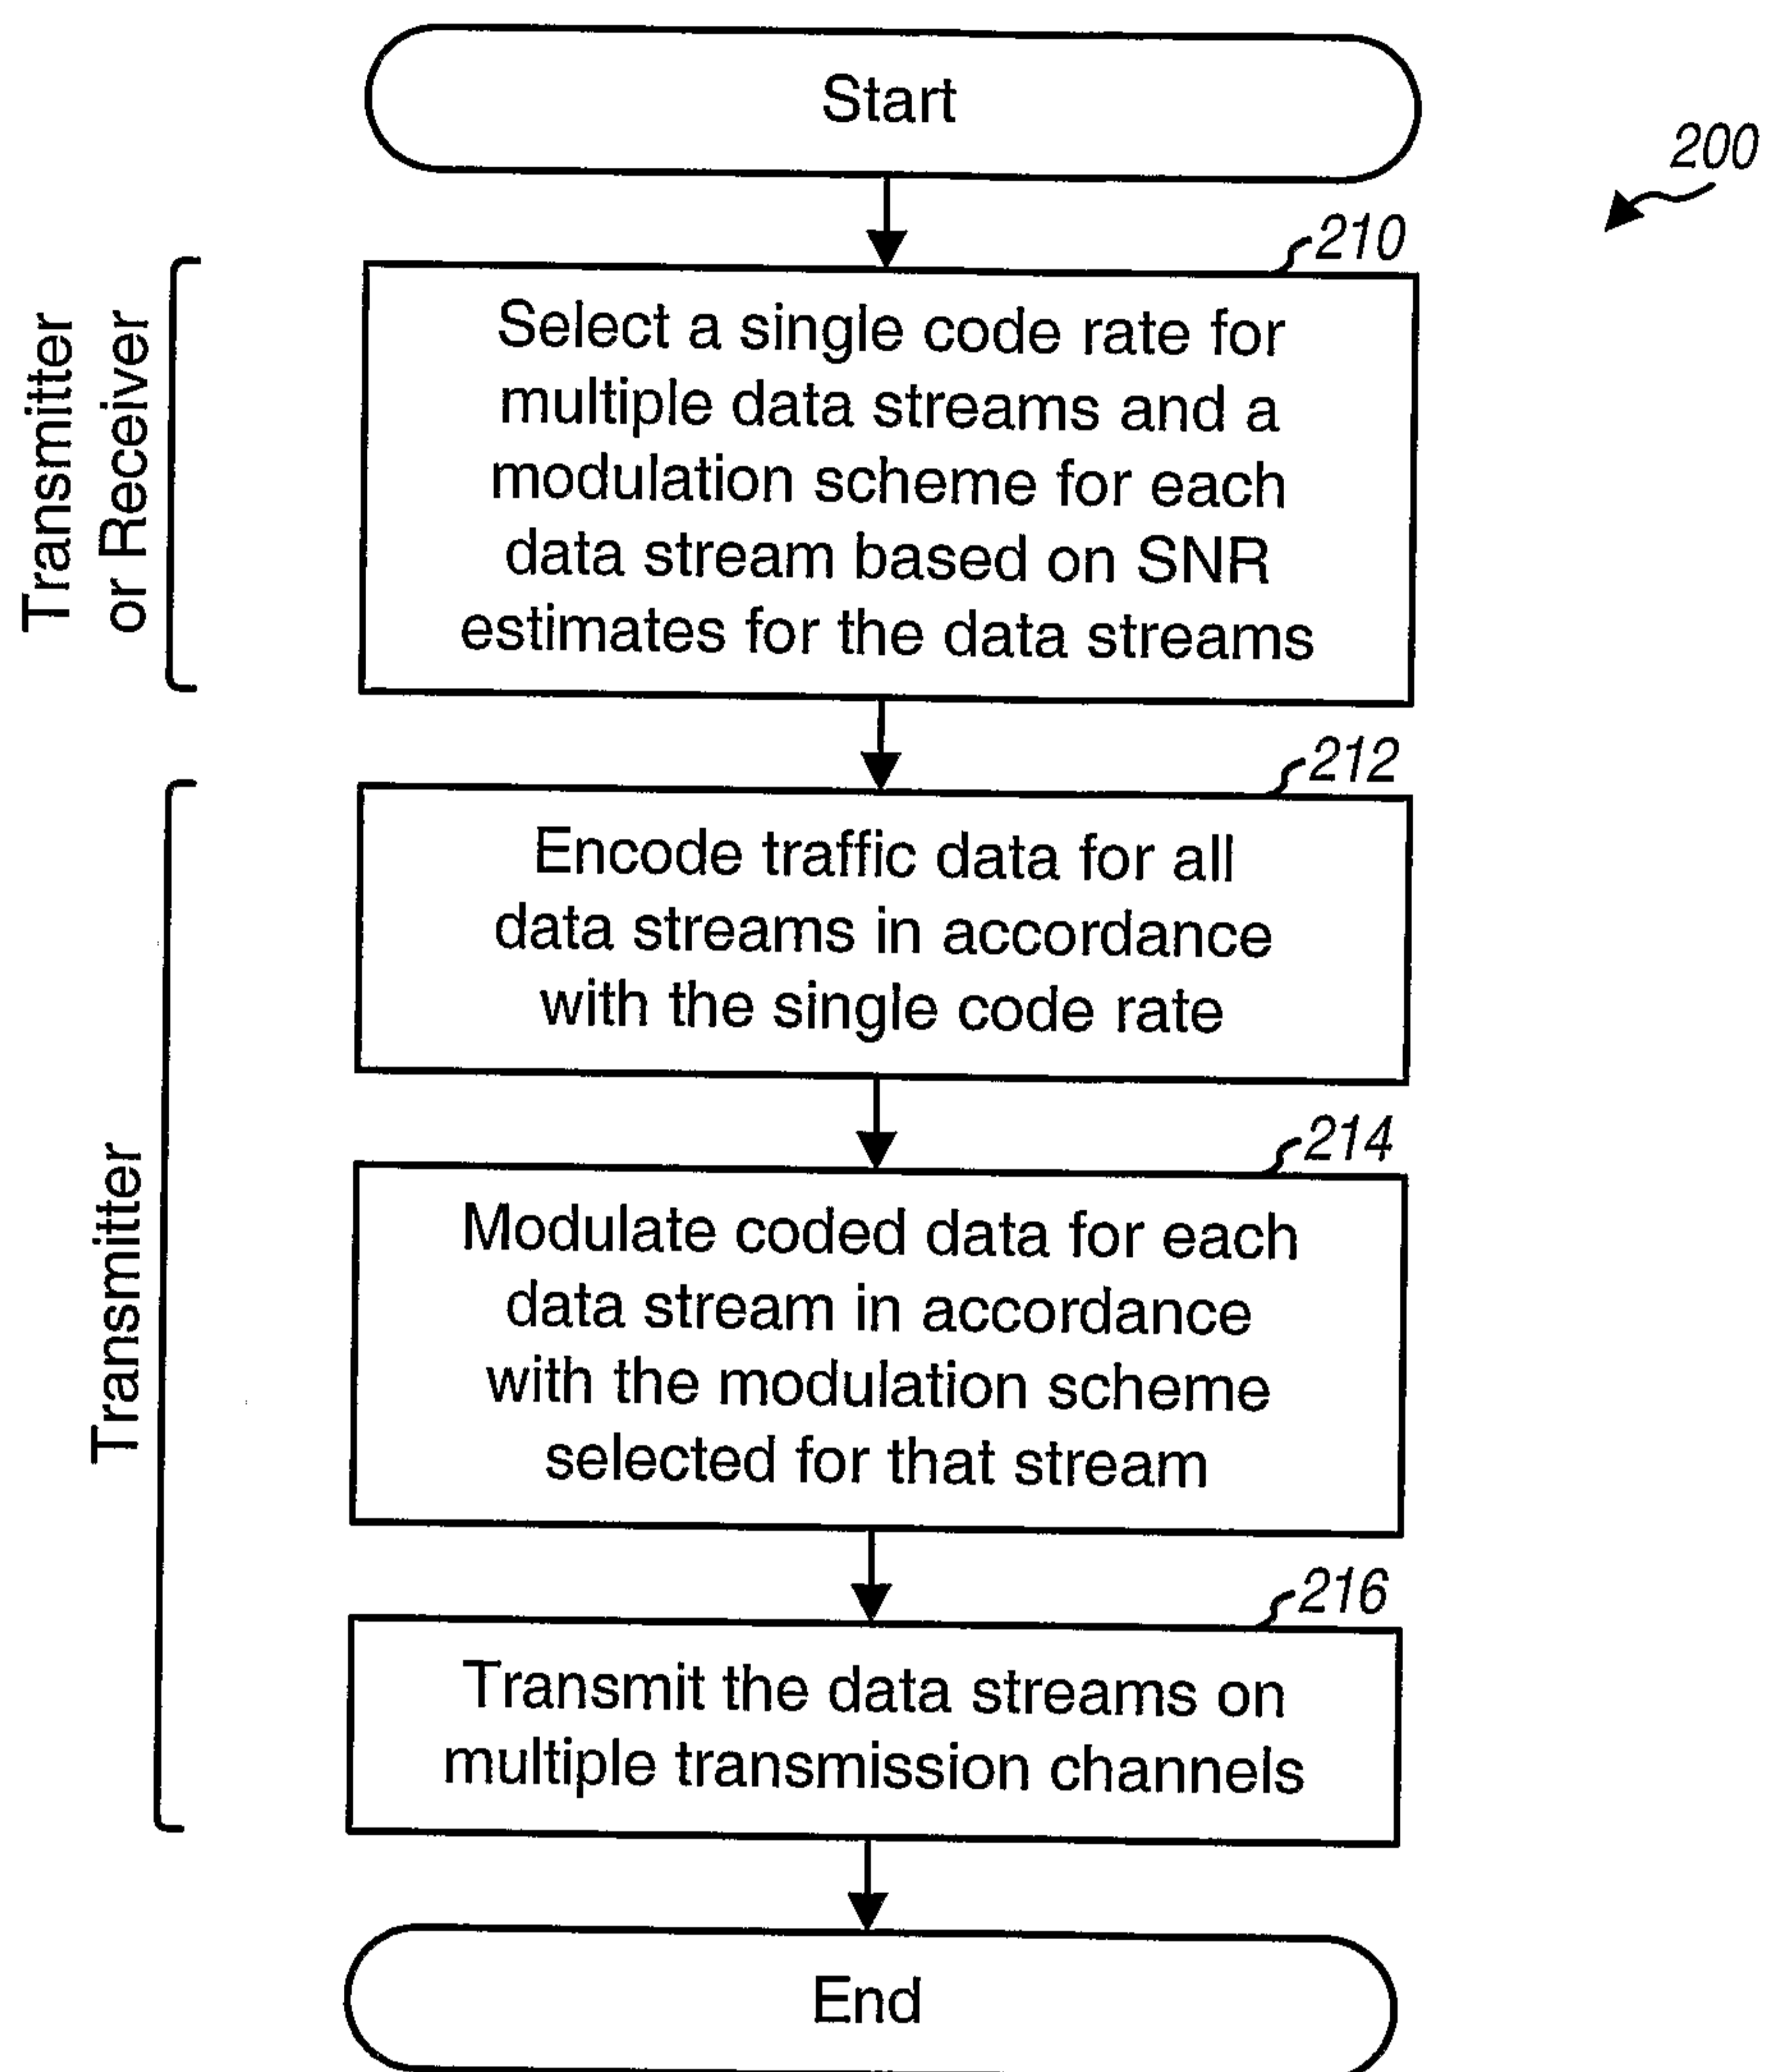 Start
200
210
Transmitter
or Receiver
Select a single code rate for
multiple data streams and a
modulation scheme for each
data stream based on SNR
estimates for the data streams
212
Transmitter
Encode traffic data for all
data streams in accordance
with the single code rate
214
Modulate coded data for each
data stream in accordance
with the modulation scheme
selected for that stream
216
Transmit the data streams on
multiple transmission channels
End